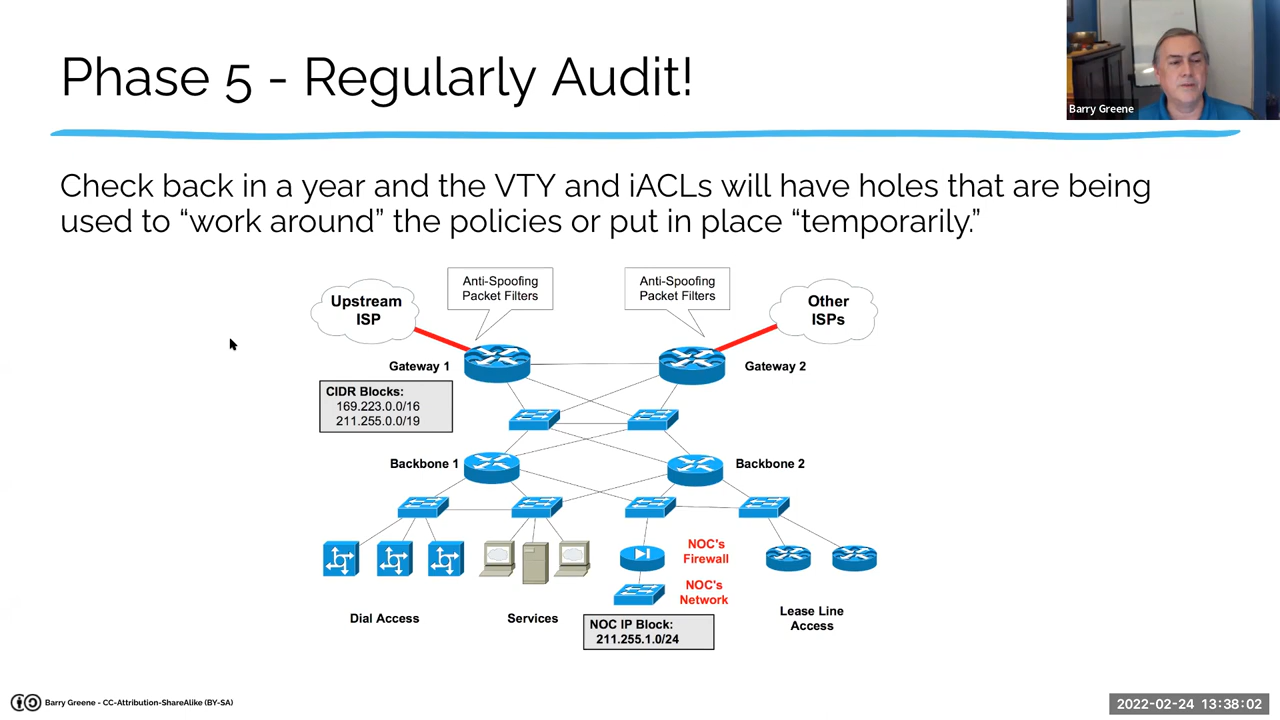 Phase 5 - Regularly Audit!
Barry Greene
Check back in a year and the VTY and iACLs will have holes that are being
used to “work around” the policies or put in place “temporarily.”
Anti-Spoofing
Packet Filters
Anti-Spoofing
Packet Filters
Upstream
ISP
Other
ISPs
Gateway 1
Gateway 2
CIDR Blocks:
169.223.0.0/16
211.255.0.0/19
Backbone 1
Backbone 2
NOC's
Firewall
NOC's
Network
Dial Access
Services
NOC IP Block:
211.255.1.0/24
Lease Line
Access
Barry Greene - CC-Attribution-ShareAlike (BY-SA)
2022-02-24 13:38:02